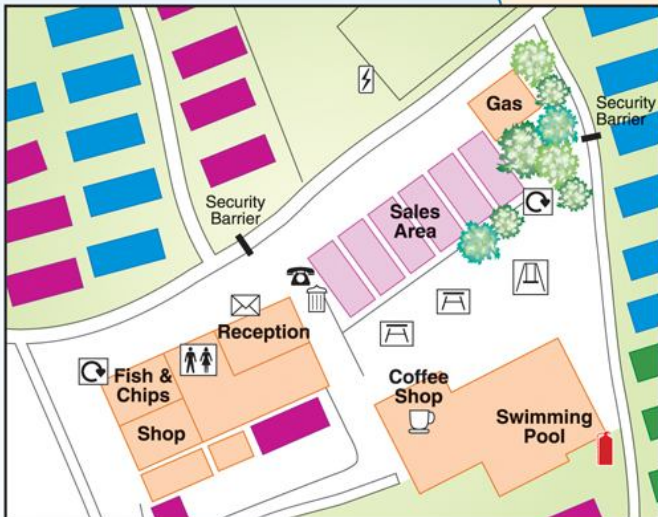 Gas
Security
Barrier
Security
Barrier
Sales
Area
Reception
Fish &
Chips
Shop
Coffee
Shop
Swimming
Pool